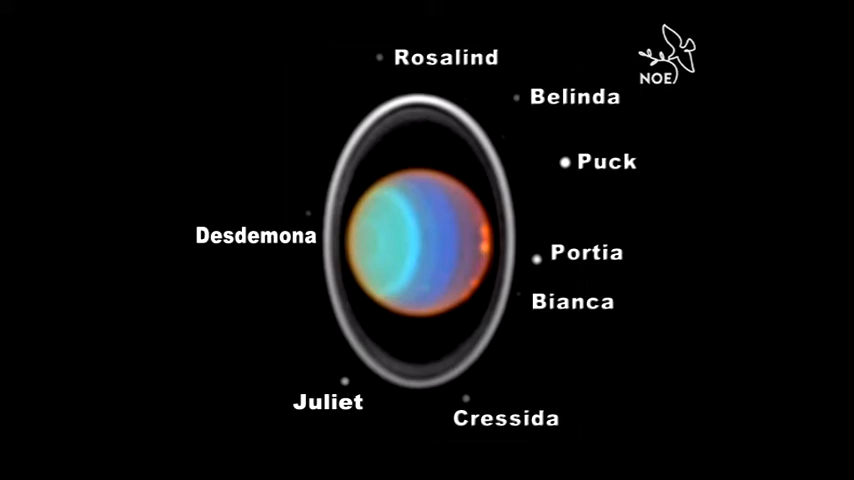 Rosalind
NOE
Belinda
Puck
Desdemona
Portia
Bianca
Juliet
Cressida